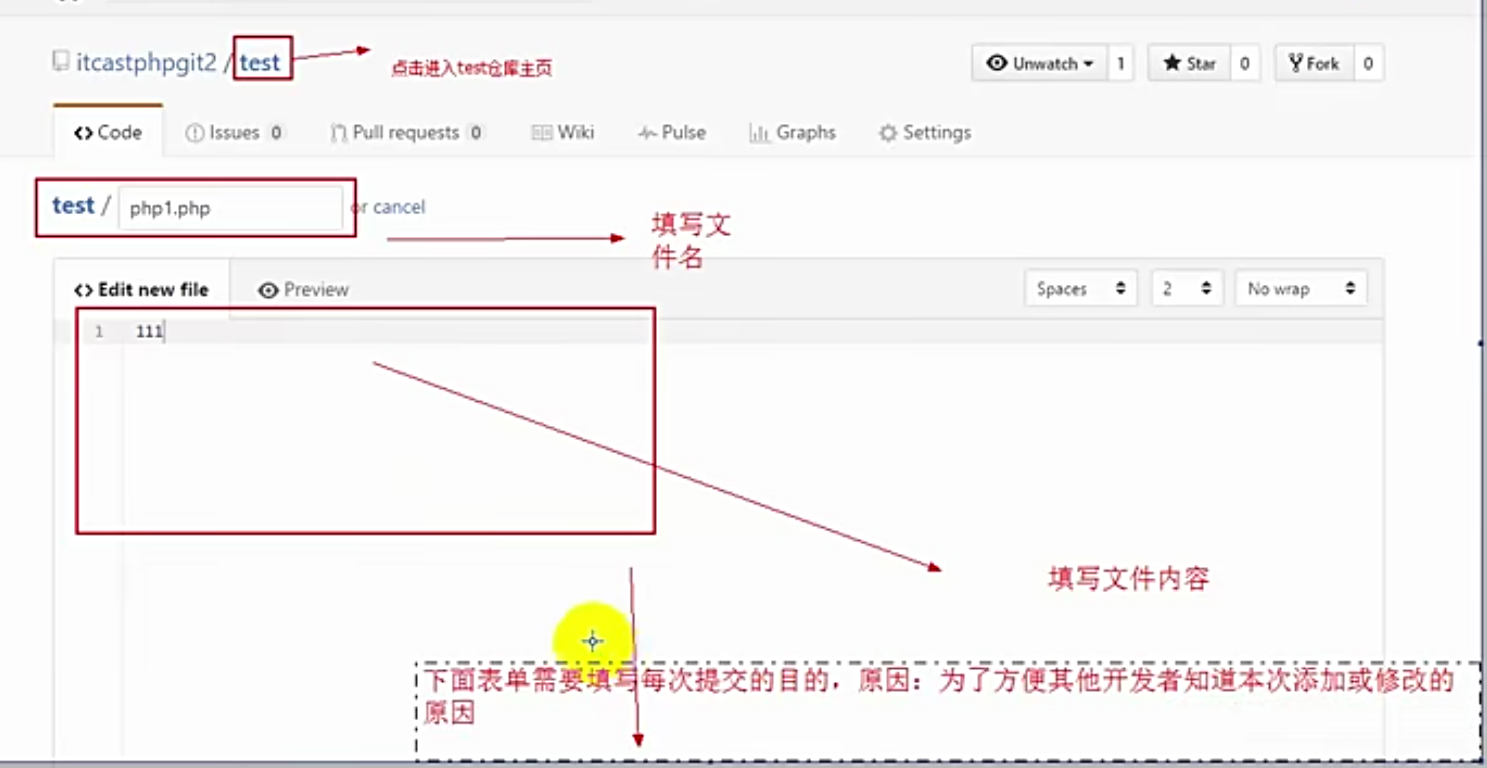 itcastphpgit2 / test
点击进入test仓库主页
Unwatch 1 Star 0 Fork 0
Code Issues 0 Pull requests 0 Wiki Pulse Graphs Settings
test / php1.php or cancel
填写文
件名
Edit new file Preview Spaces 2 No wrap
1 111
填写文件内容
下面表单需要填写每次提交的目的，原因：为了方便其他开发者知道本次添加或修改的
原因